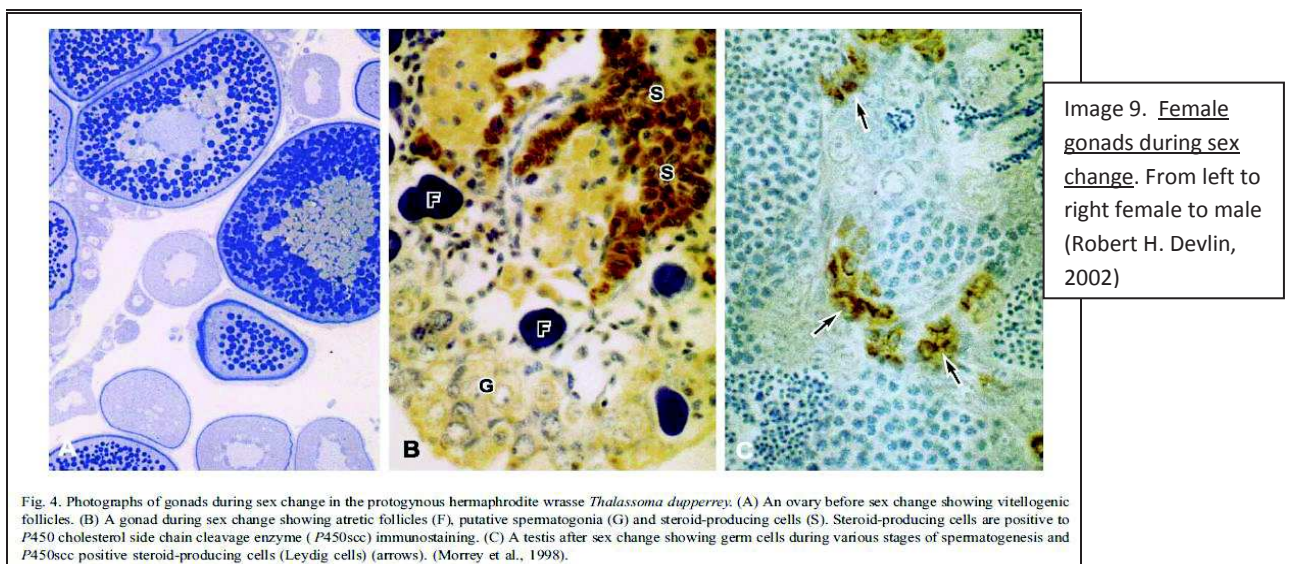 A
B
C
F
F
S
S
G
Image 9. Female
gonads during sex
change. From left to
right female to male
(Robert H. Devlin,
2002)
Fig. 4. Photographs of gonads during sex change in the protogynous hermaphrodite wrasse Thalassoma dupperrey. (A) An ovary before sex change showing vitellogenic
follicles. (B) A gonad during sex change showing atretic follicles (F), putative spermatogonia (G) and steroid-producing cells (S). Steroid-producing cells are positive to
P450 cholesterol side chain cleavage enzyme ( P450scc) immunostaining. (C) A testis after sex change showing germ cells during various stages of spermatogenesis and
P450scc positive steroid-producing cells (Leydig cells) (arrows). (Morrey et al., 1998).